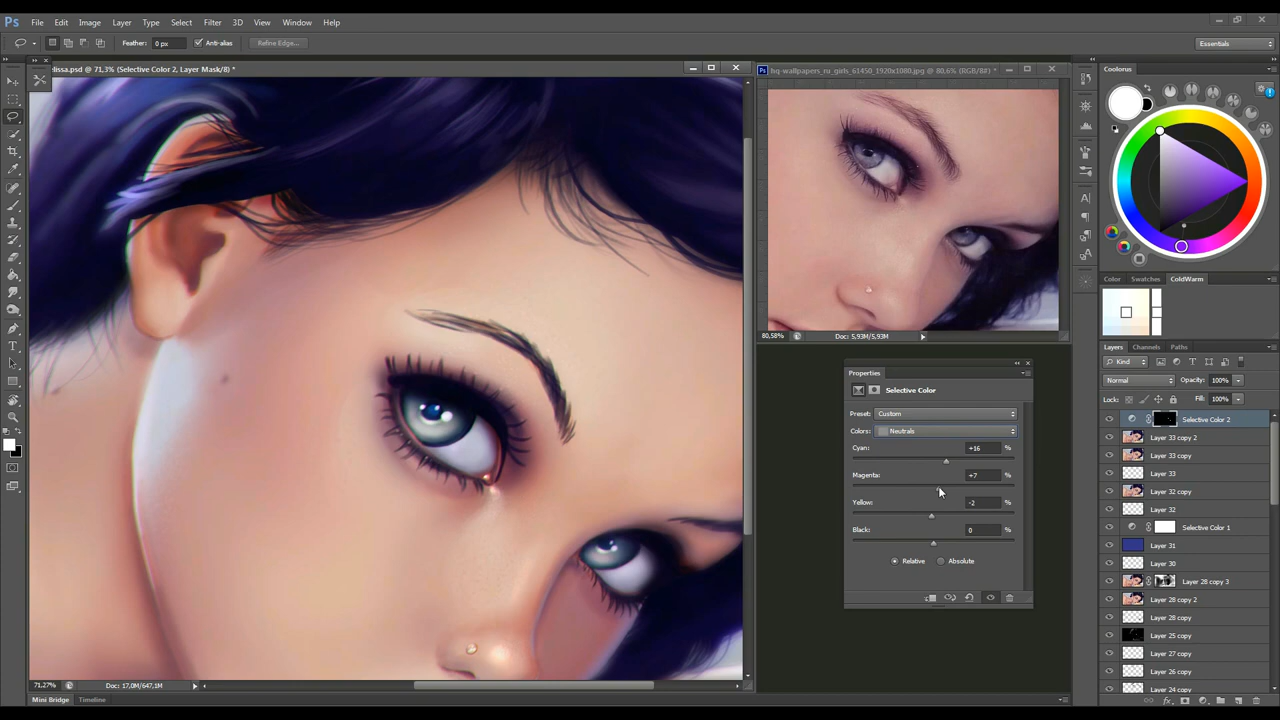 Ps File Edit Image Layer Type Select Filter 3D View Window Help
Feather: 0 px Anti-alias Refine Edge... Essentials
lissa.psd @ 71,3% (Selective Color 2, Layer Mask/8) *
hq-wallpapers_ru_girls_61450_1920x1080.jpg @ 80,6% (RGB/8#) *
Coolorus
Color Swatches ColdWarm
80,58% Doc: 5,93M/5,93M
Layers Channels Paths
Kind
Normal Opacity: 100%
Lock: Fill: 100%
Properties
Selective Color
Preset: Custom
Colors: Neutrals
Cyan: +16 %
Magenta: +7 %
Yellow: -2 %
Black: 0 %
Relative Absolute
Selective Color 2
Layer 33 copy 2
Layer 33 copy
Layer 33
Layer 32 copy
Layer 32
Selective Color 1
Layer 31
Layer 30
Layer 28 copy 3
Layer 28 copy 2
Layer 28 copy
Layer 25 copy
Layer 27 copy
Layer 26 copy
Layer 24 copy
71,27% Doc: 17,0M/647,1M
Mini Bridge Timeline